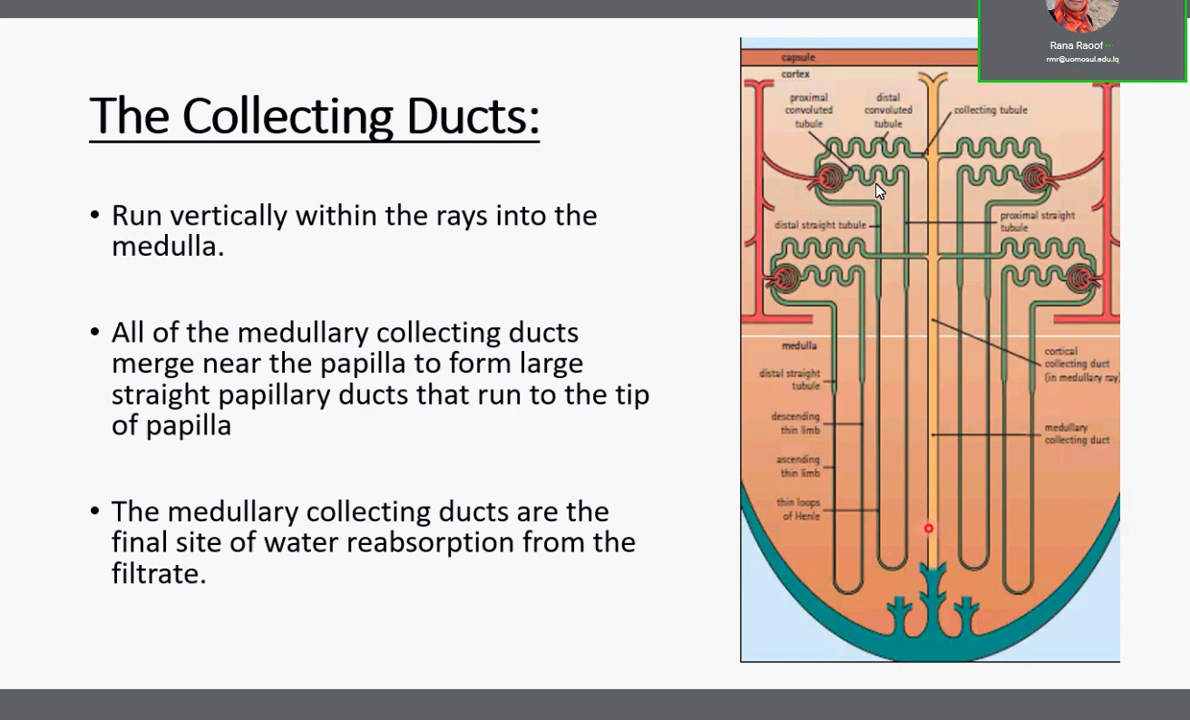 Rana Raoof
rmr@uomosul.edu.iq
The Collecting Ducts:
• Run vertically within the rays into the
medulla.
• All of the medullary collecting ducts
merge near the papilla to form large
straight papillary ducts that run to the tip
of papilla
• The medullary collecting ducts are the
final site of water reabsorption from the
filtrate.
capsule
cortex
proximal
convoluted
tubule
distal
convoluted
tubule
collecting tubule
distal straight tubule
proximal straight
tubule
medulla
distal straight
tubule
descending
thin limb
ascending
thin limb
thin loops
of Henle
cortical
collecting duct
(in medullary ray)
medullary
collecting duct